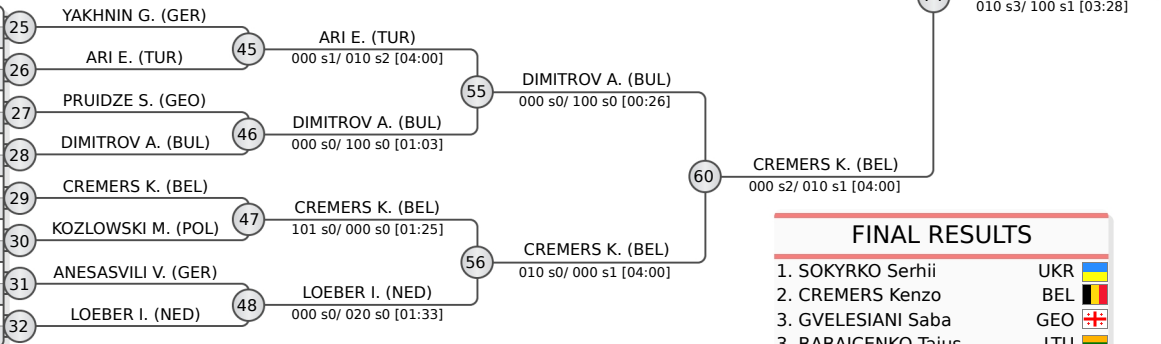 010 s3/ 100 s1 [03:28]
25
YAKHNIN G. (GER)
45
ARI E. (TUR)
000 s1/ 010 s2 [04:00]
26
ARI E. (TUR)
55
DIMITROV A. (BUL)
000 s0/ 100 s0 [00:26]
27
PRUIDZE S. (GEO)
46
DIMITROV A. (BUL)
000 s0/ 100 s0 [01:03]
28
DIMITROV A. (BUL)
60
CREMERS K. (BEL)
000 s2/ 010 s1 [04:00]
29
CREMERS K. (BEL)
47
CREMERS K. (BEL)
101 s0/ 000 s0 [01:25]
30
KOZLOWSKI M. (POL)
56
CREMERS K. (BEL)
010 s0/ 000 s1 [04:00]
31
ANESASVILI V. (GER)
48
LOEBER I. (NED)
000 s0/ 020 s0 [01:33]
32
LOEBER I. (NED)
FINAL RESULTS
1. SOKYRKO Serhii UKR
2. CREMERS Kenzo BEL
3. GVELESIANI Saba GEO
3. LTU